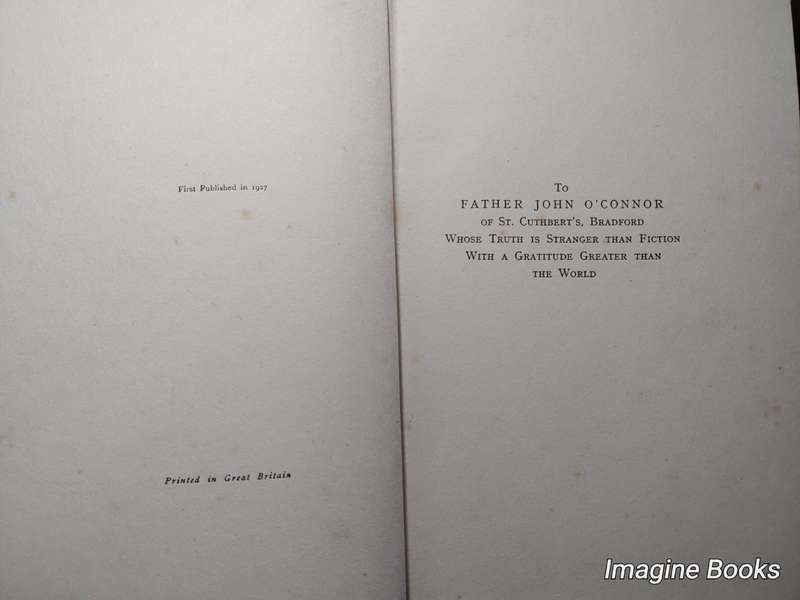 First Published in 1927
Printed in Great Britain
To
FATHER JOHN O'CONNOR
OF ST. CUTHBERT'S, BRADFORD
WHOSE TRUTH IS STRANGER THAN FICTION
WITH A GRATITUDE GREATER THAN
THE WORLD
Imagine Books